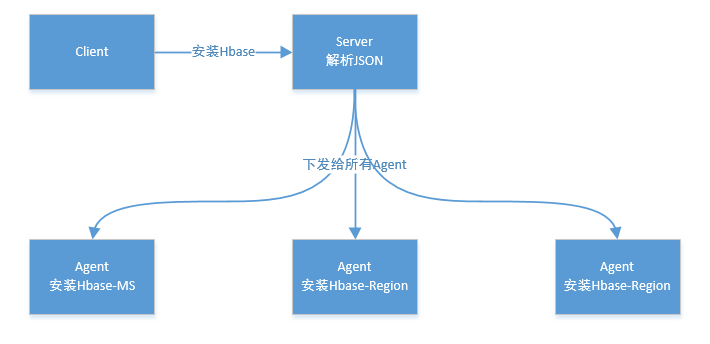 Client
安装Hbase
Server
解析JSON
下发给所有Agent
Agent
安装Hbase-MS
Agent
安装Hbase-Region
Agent
安装Hbase-Region